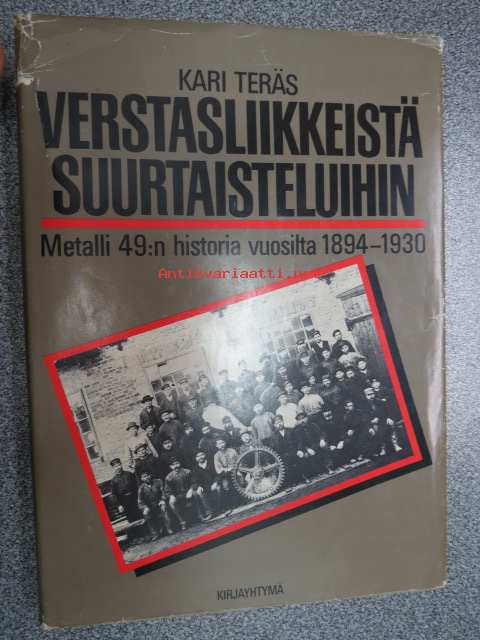 KARI TERÄS
VERSTASLIIKKEISTÄ
SUURTAISTELUIHIN
Metalli 49:n historia vuosilta 1894–1930
Antikvariaatti.net
KIRJAYHTYMÄ